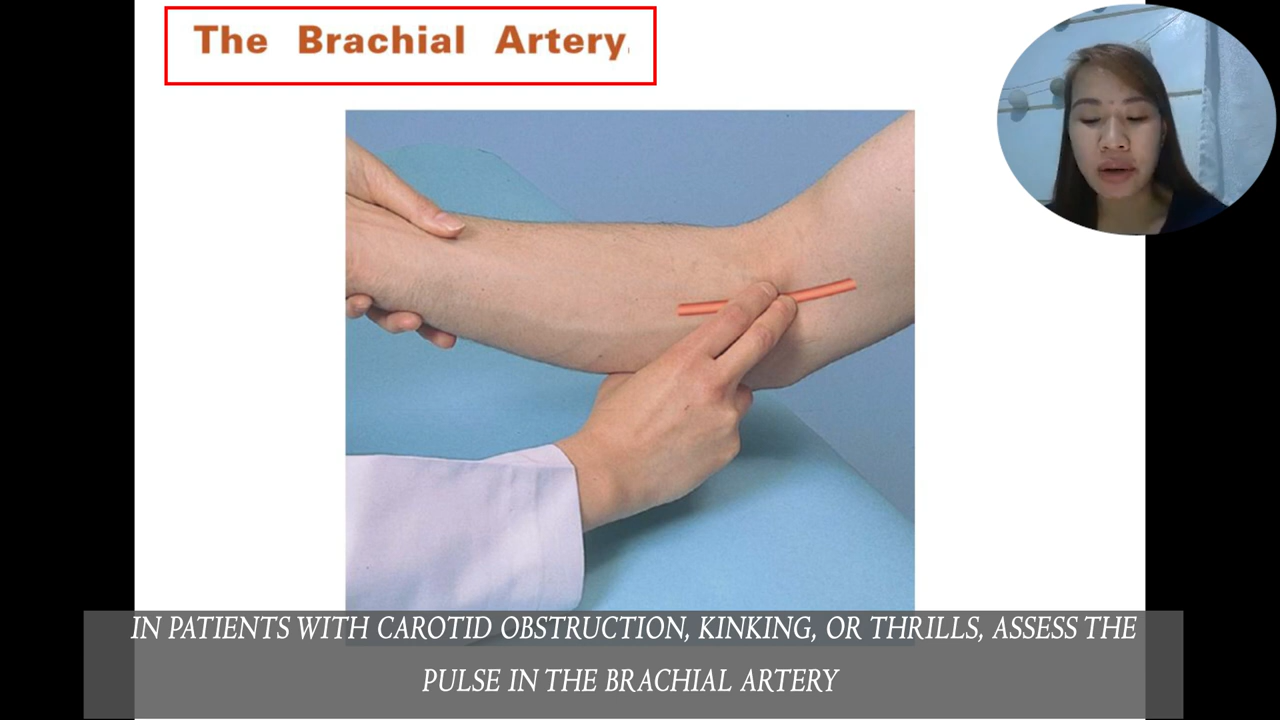 The Brachial Artery
IN PATIENTS WITH CAROTID OBSTRUCTION, KINKING, OR THRILLS, ASSESS THE
PULSE IN THE BRACHIAL ARTERY